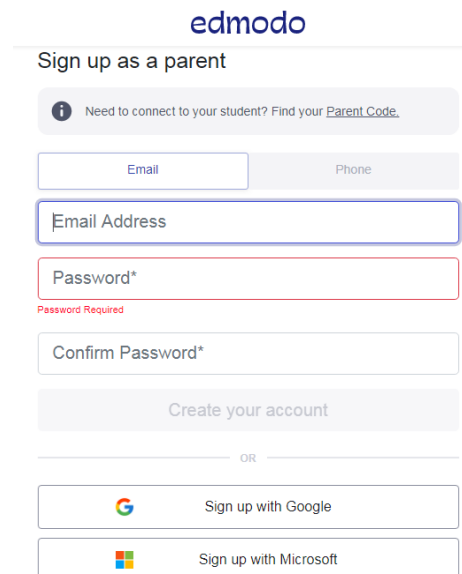 edmodo
Sign up as a parent
Need to connect to your student? Find your Parent Code.
Email Phone
Email Address
Password*
Password Required
Confirm Password*
Create your account
OR
Sign up with Google
Sign up with Microsoft